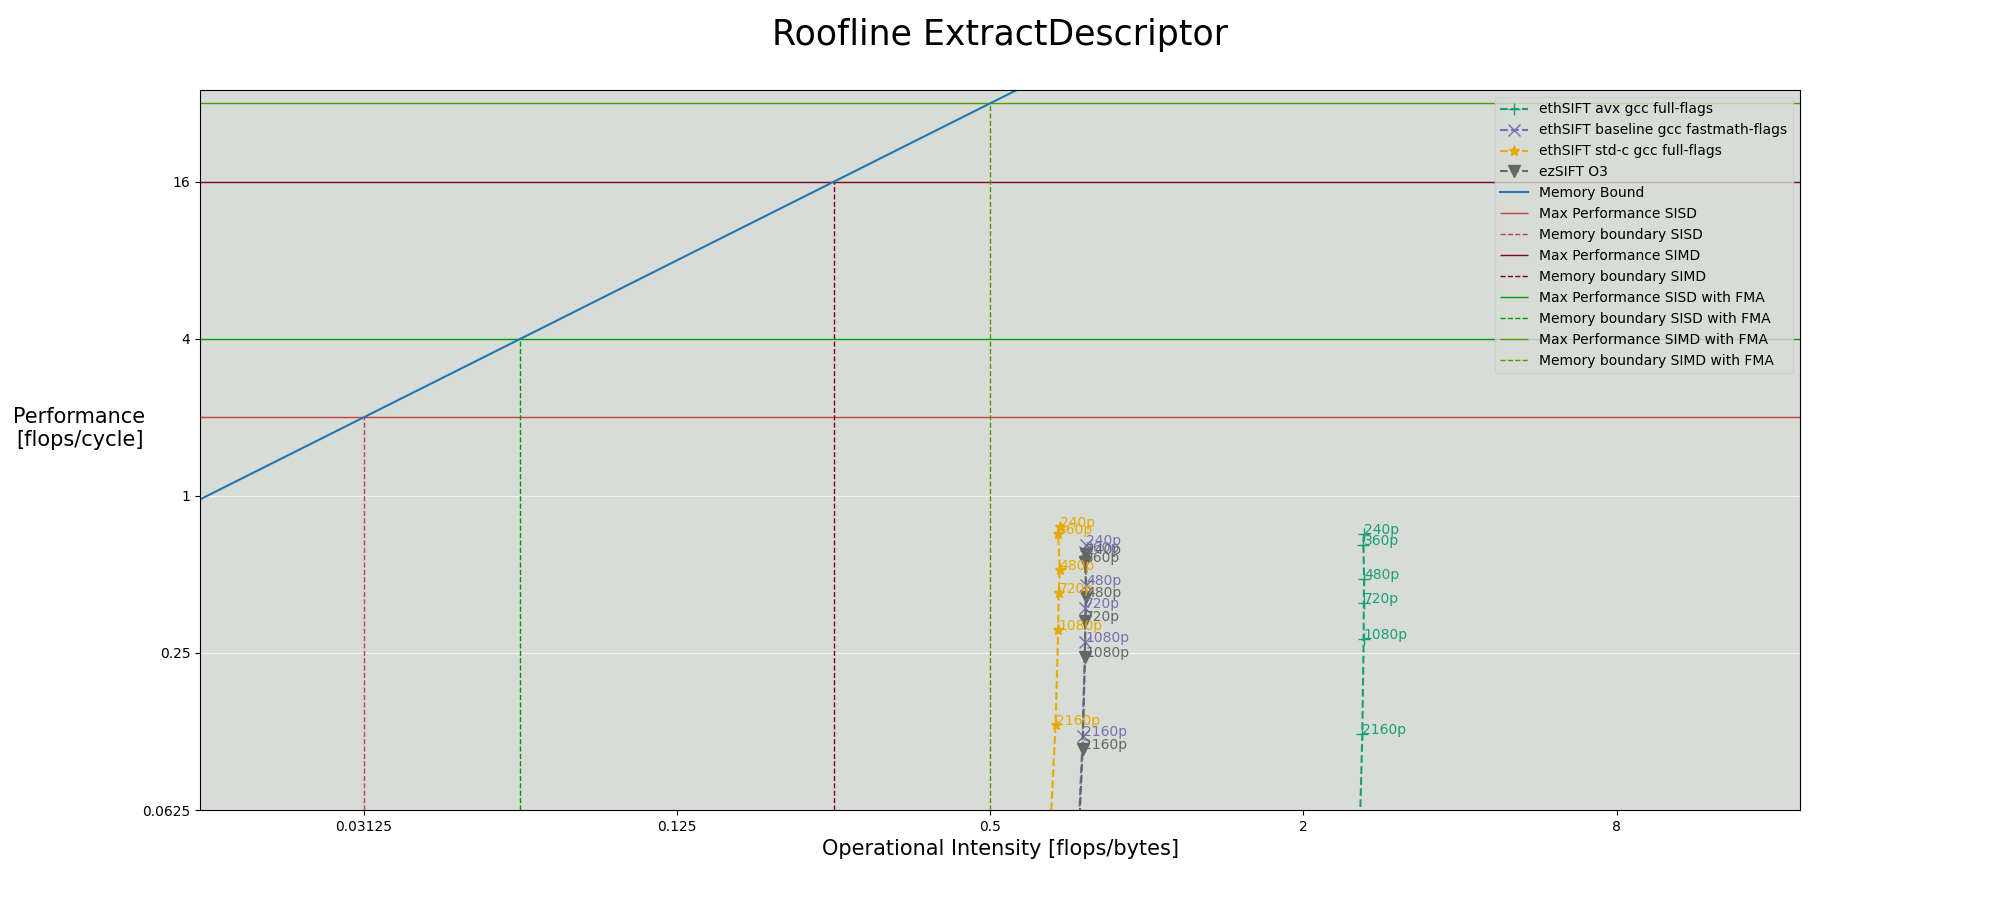 Roofline ExtractDescriptor
ethSIFT avx gcc full-flags
ethSIFT baseline gcc fastmath-flags
ethSIFT std-c gcc full-flags
ezSIFT O3
Memory Bound
Max Performance SISD
Memory boundary SISD
Max Performance SIMD
Memory boundary SIMD
Max Performance SISD with FMA
Memory boundary SISD with FMA
Max Performance SIMD with FMA
Memory boundary SIMD with FMA
16
4
1
0.25
0.0625
Performance
[flops/cycle]
240p
360p
480p
720p
1080p
2160p
240p
480p
720p
1080p
2160p
240p
360p
480p
720p
1080p
2160p
240p
360p
480p
720p
1080p
2160p
0.03125
0.125
0.5
2
8
Operational Intensity [flops/bytes]